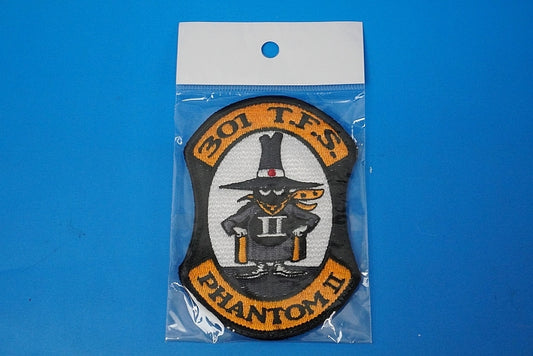 301 T.F.S.
II
PHANTOM II